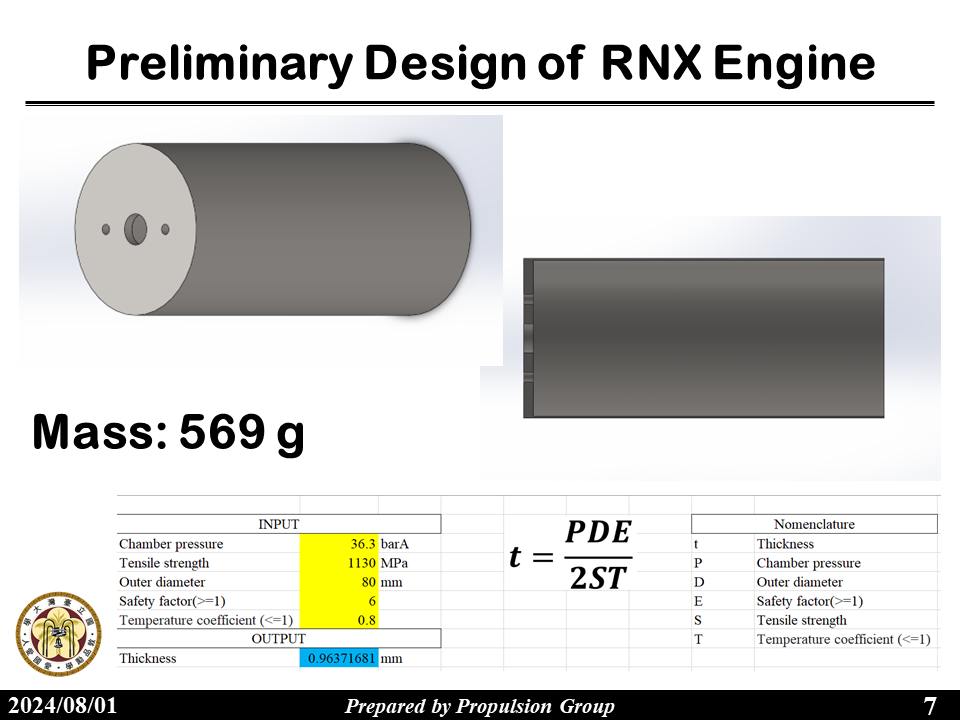 Preliminary Design of RNX Engine
Mass: 569 g
INPUT
Chamber pressure 36.3 barA
Tensile strength 1130 MPa
Outer diameter 80 mm
Safety factor(>=1) 6
Temperature coefficient (<=1) 0.8
OUTPUT
Thickness 0.96371681 mm
t = PDE / 2ST
Nomenclature
t Thickness
P Chamber pressure
D Outer diameter
E Safety factor(>=1)
S Tensile strength
T Temperature coefficient (<=1)
2024/08/01
Prepared by Propulsion Group
7